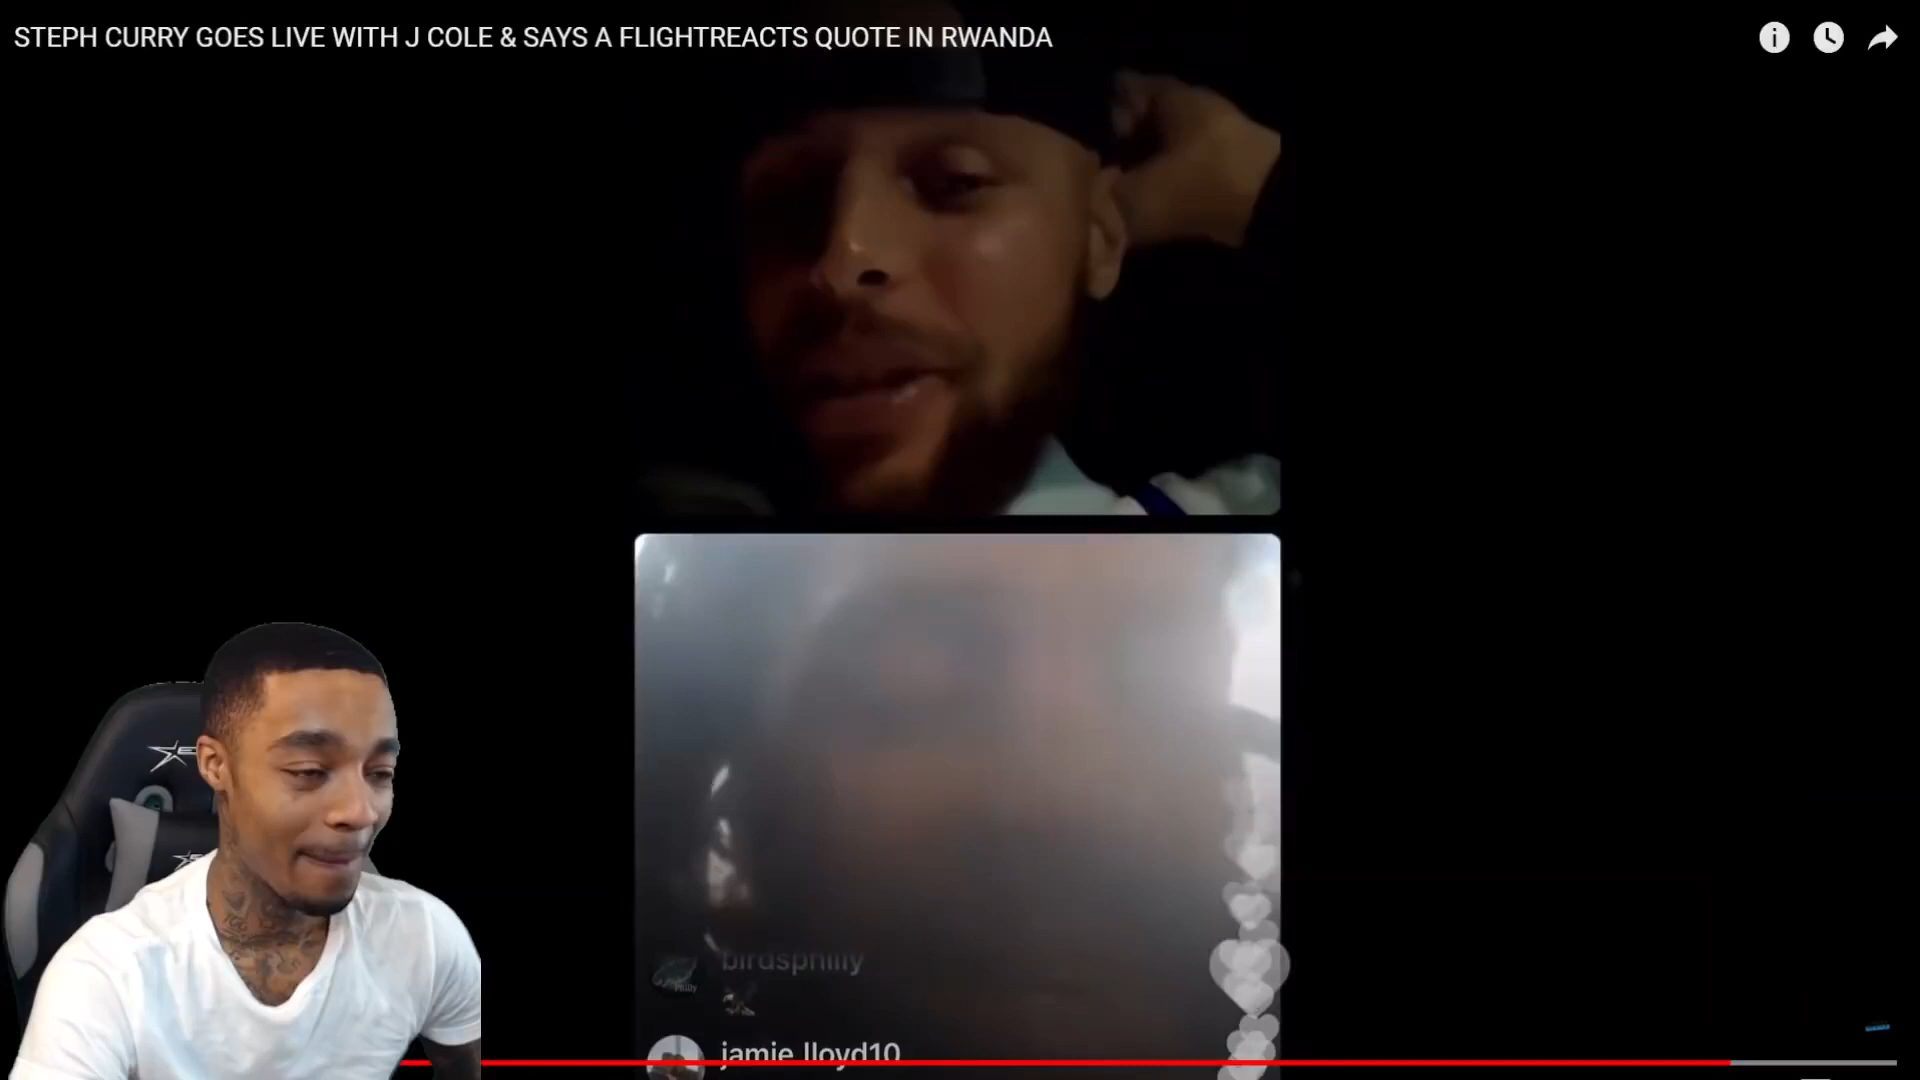 STEPH CURRY GOES LIVE WITH J COLE & SAYS A FLIGHTREACTS QUOTE IN RWANDA
birdsphilly
jamie.lloyd10